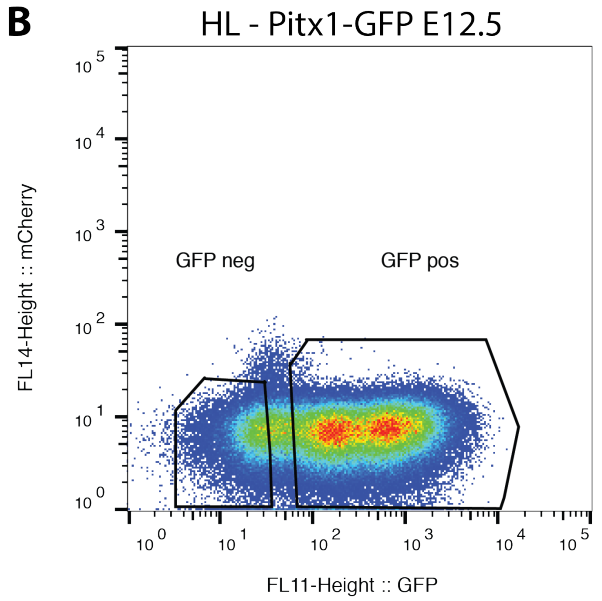 B
HL - Pitx1-GFP E12.5
10 5
10 4
10 3
10 2
10 1
10 0
FL14-Height :: mCherry
GFP neg
GFP pos
10 0
10 1
10 2
10 3
10 4
10 5
FL11-Height :: GFP